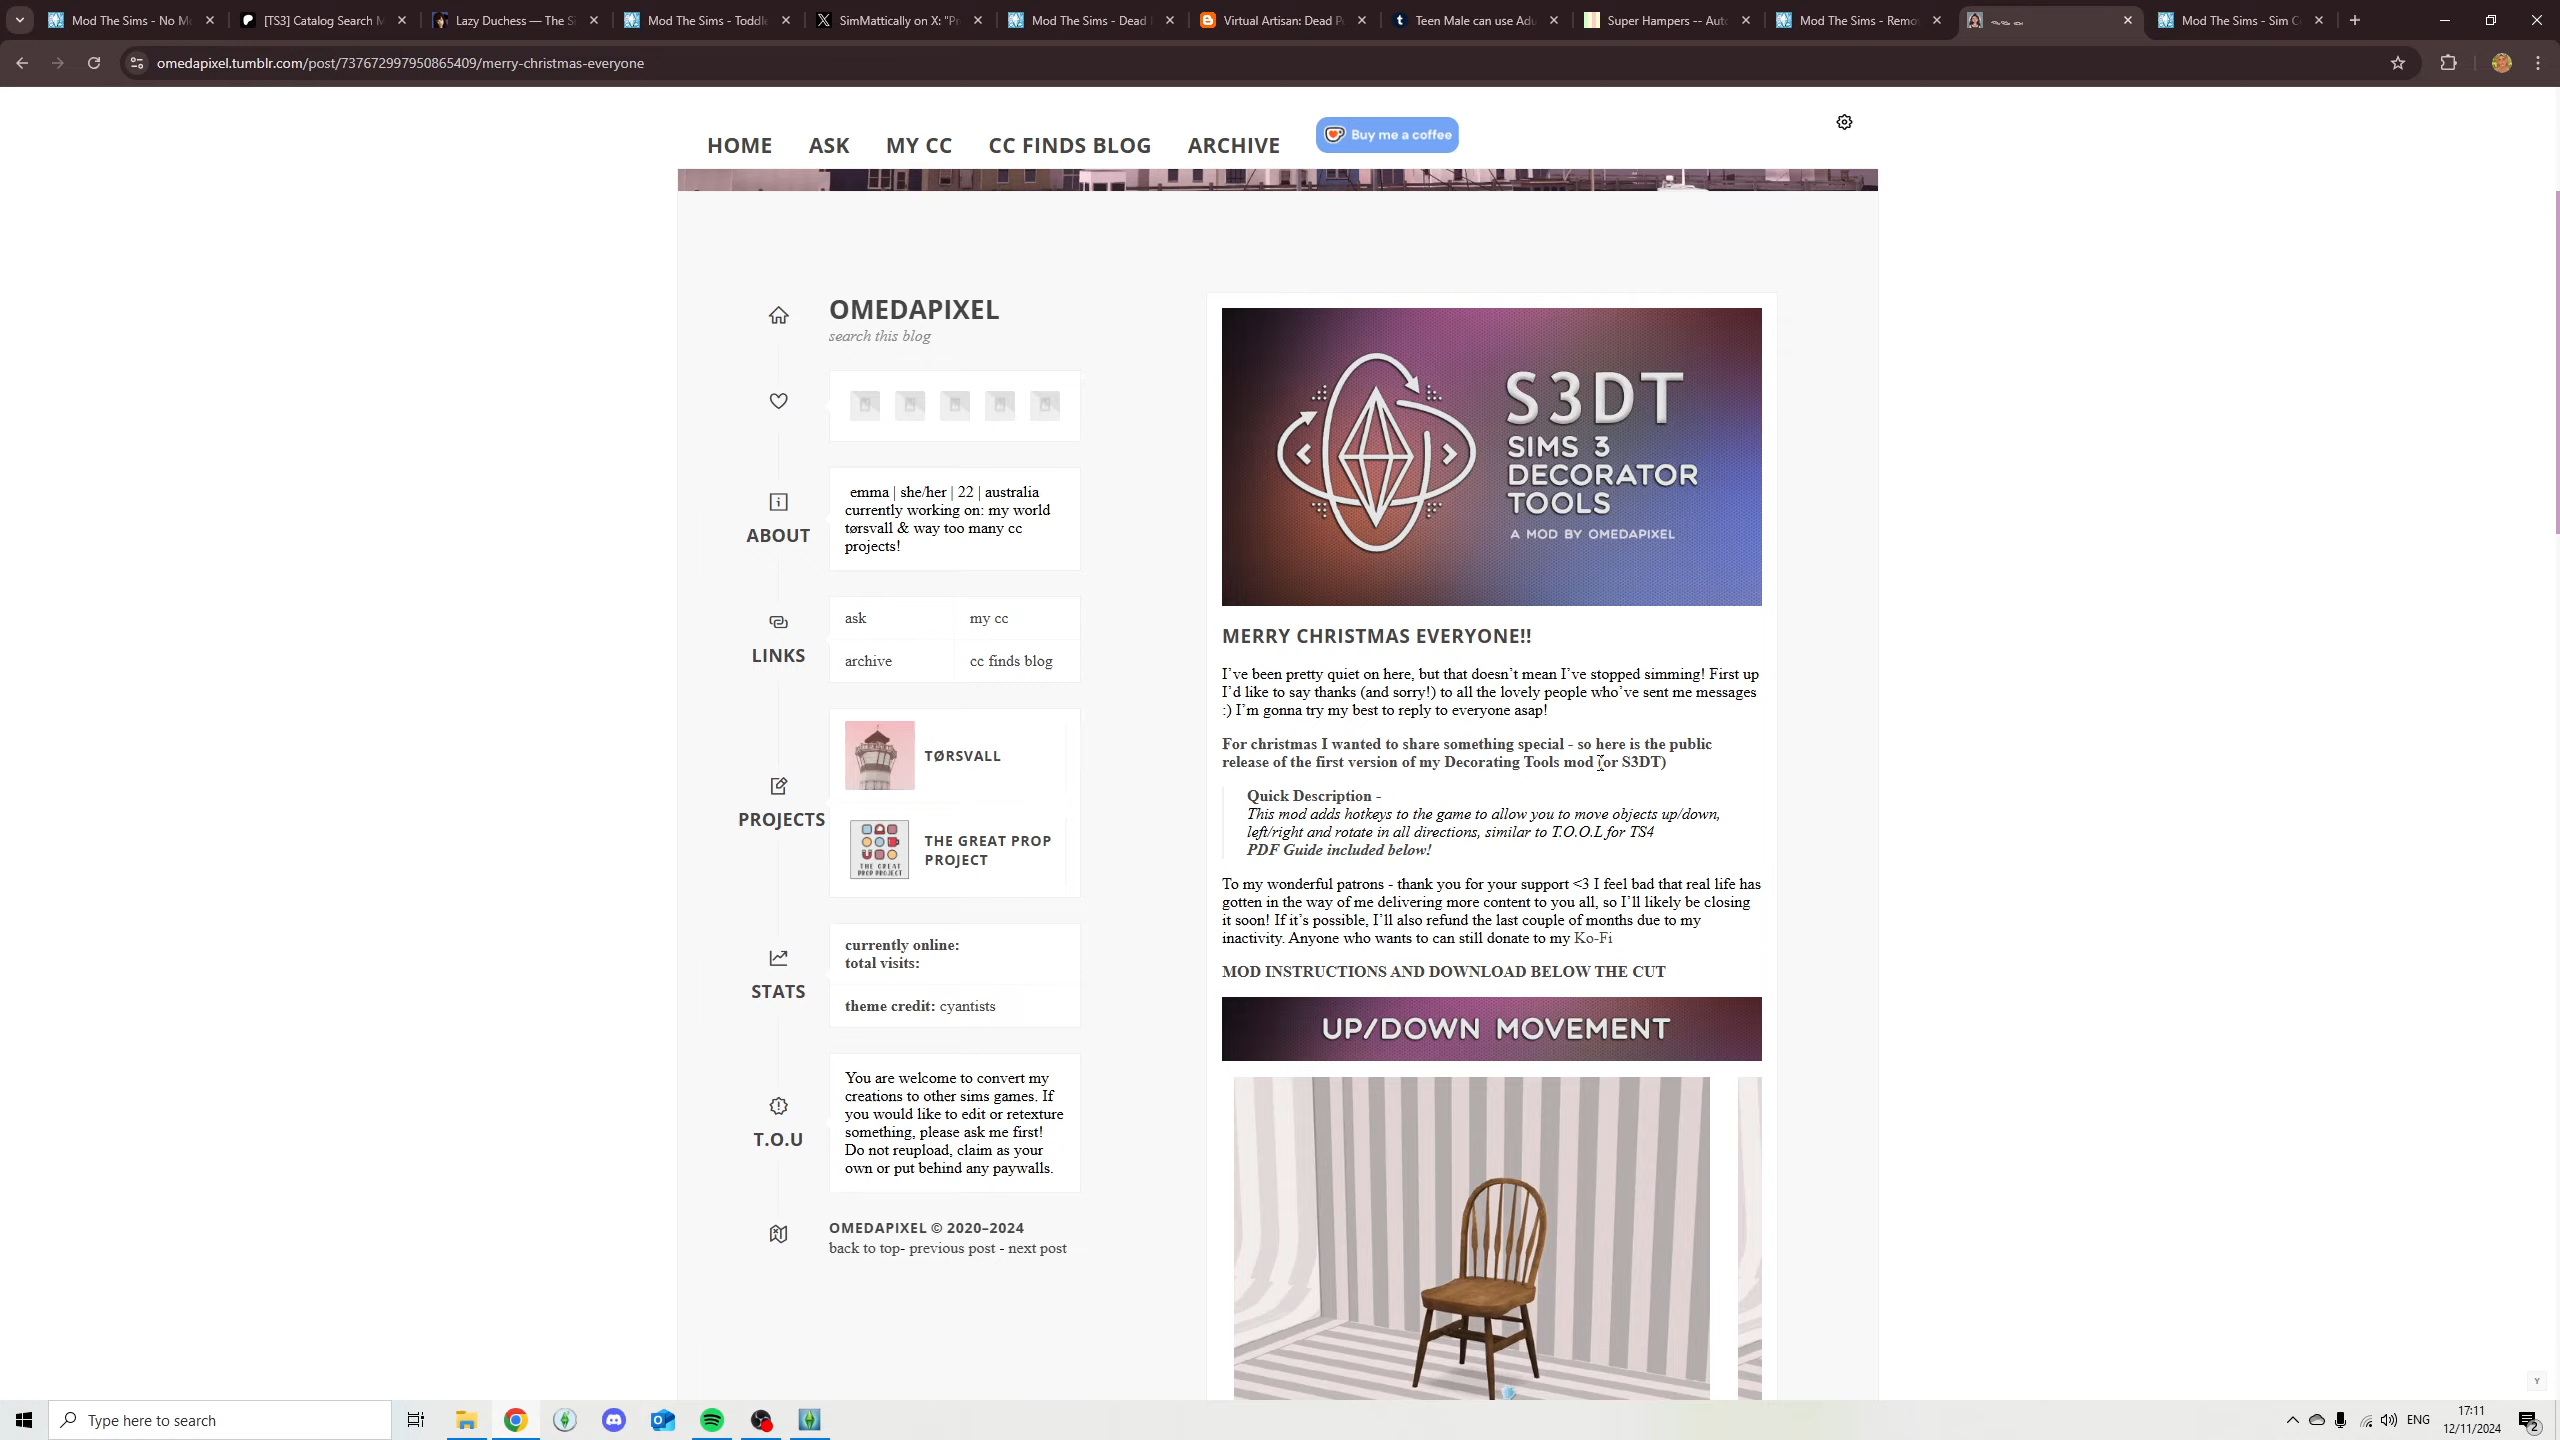 Mod The Sims - No Mo
[TS3] Catalog Search M
Lazy Duchess — The Si
Mod The Sims - Toddle
SimMattically on X: "Pr
Mod The Sims - Dead
Virtual Artisan: Dead P
Teen Male can use Adu
Super Hampers -- Auto
Mod The Sims - Remo
Mod The Sims - Sim C
omedapixel.tumblr.com/post/737672997950865409/merry-christmas-everyone
HOME ASK MY CC CC FINDS BLOG ARCHIVE
Buy me a coffee
OMEDAPIXEL
search this blog
ABOUT
emma | she/her | 22 | australia
currently working on: my world
tørsvall & way too many cc
projects!
LINKS
ask my cc
archive cc finds blog
PROJECTS
TØRSVALL
THE GREAT
PROP PROJECT
THE GREAT PROP
PROJECT
STATS
currently online:
total visits:
theme credit: cyantists
T.O.U
You are welcome to convert my
creations to other sims games. If
you would like to edit or retexture
something, please ask me first!
Do not reupload, claim as your
own or put behind any paywalls.
OMEDAPIXEL © 2020–2024
back to top- previous post - next post
S3DT
SIMS 3
DECORATOR
TOOLS
A MOD BY OMEDAPIXEL
MERRY CHRISTMAS EVERYONE!!
I’ve been pretty quiet on here, but that doesn’t mean I’ve stopped simming! First up
I’d like to say thanks (and sorry!) to all the lovely people who’ve sent me messages
:) I’m gonna try my best to reply to everyone asap!
For christmas I wanted to share something special - so here is the public
release of the first version of my Decorating Tools mod (or S3DT)
Quick Description -
This mod adds hotkeys to the game to allow you to move objects up/down,
left/right and rotate in all directions, similar to T.O.O.L for TS4
PDF Guide included below!
To my wonderful patrons - thank you for your support <3 I feel bad that real life has
gotten in the way of me delivering more content to you all, so I’ll likely be closing
it soon! If it’s possible, I’ll also refund the last couple of months due to my
inactivity. Anyone who wants to can still donate to my Ko-Fi
MOD INSTRUCTIONS AND DOWNLOAD BELOW THE CUT
UP/DOWN MOVEMENT
Y
Type here to search
ENG
17:11
12/11/2024
2